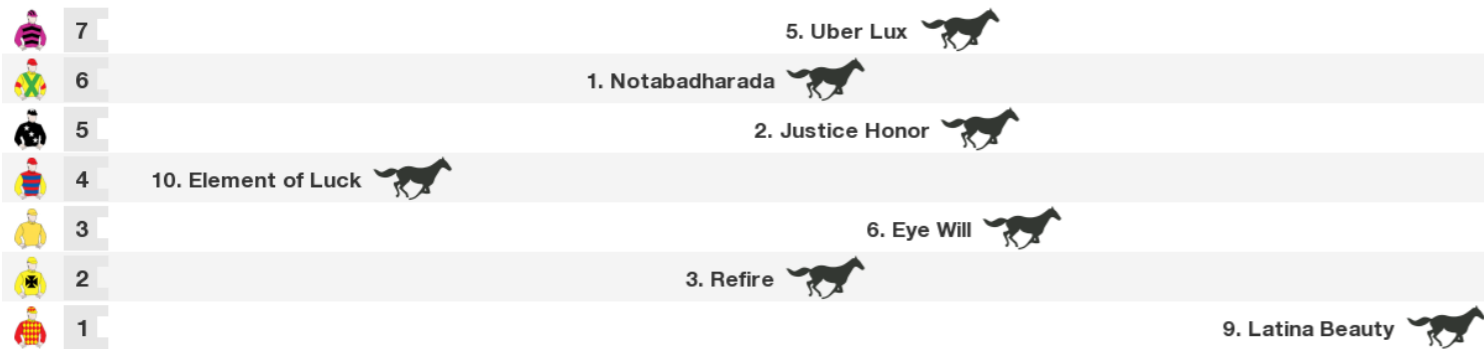 7 5. Uber Lux
6 1. Notabadharada
5 2. Justice Honor
4 10. Element of Luck
3 6. Eye Will
2 3. Refire
1 9. Latina Beauty